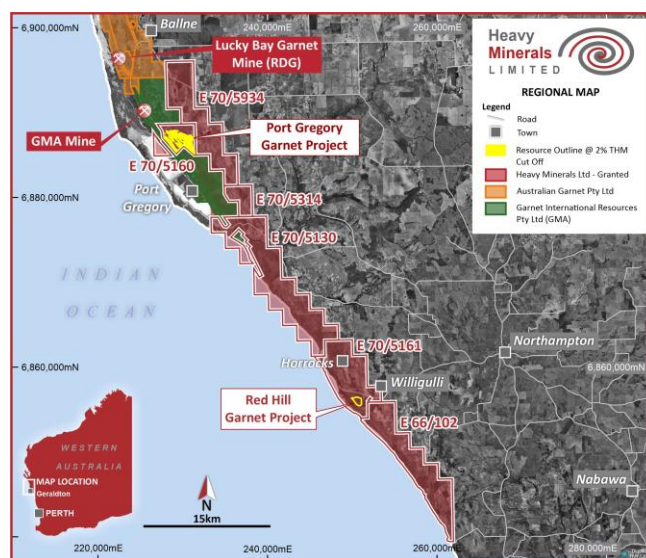 6,900,000mN
Ballne
240,000mE
260,000mE
Lucky Bay Garnet
Mine (RDG)
Heavy
Minerals
LIMITED
REGIONAL MAP
Legend
Road
Town
Resource Outline @ 2% THM
Cut Off
Heavy Minerals Ltd - Granted
Australian Garnet Pty Ltd
Garnet International Resources
Pty Ltd (GMA)
E 70/5934
GMA Mine
Port Gregory
Garnet Project
E 70/5160
6,880,000mN
Port
Gregory
E 70/5314
E 70/5130
INDIAN
OCEAN
Northampton
6,860,000mN
E 70/5161
6,860,000mN
Horrocks
Willigulli
Red Hill
Garnet Project
E 66/102
WESTERN
AUSTRALIA
MAP LOCATION
Geraldton
PERTH
N
15km
Nabawa
220,000mE
240,000mE
260,000mE
280,000mE